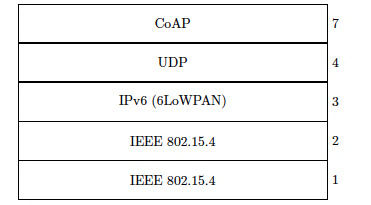 CoAP 7
UDP 4
IPv6 (6LoWPAN) 3
IEEE 802.15.4 2
IEEE 802.15.4 1